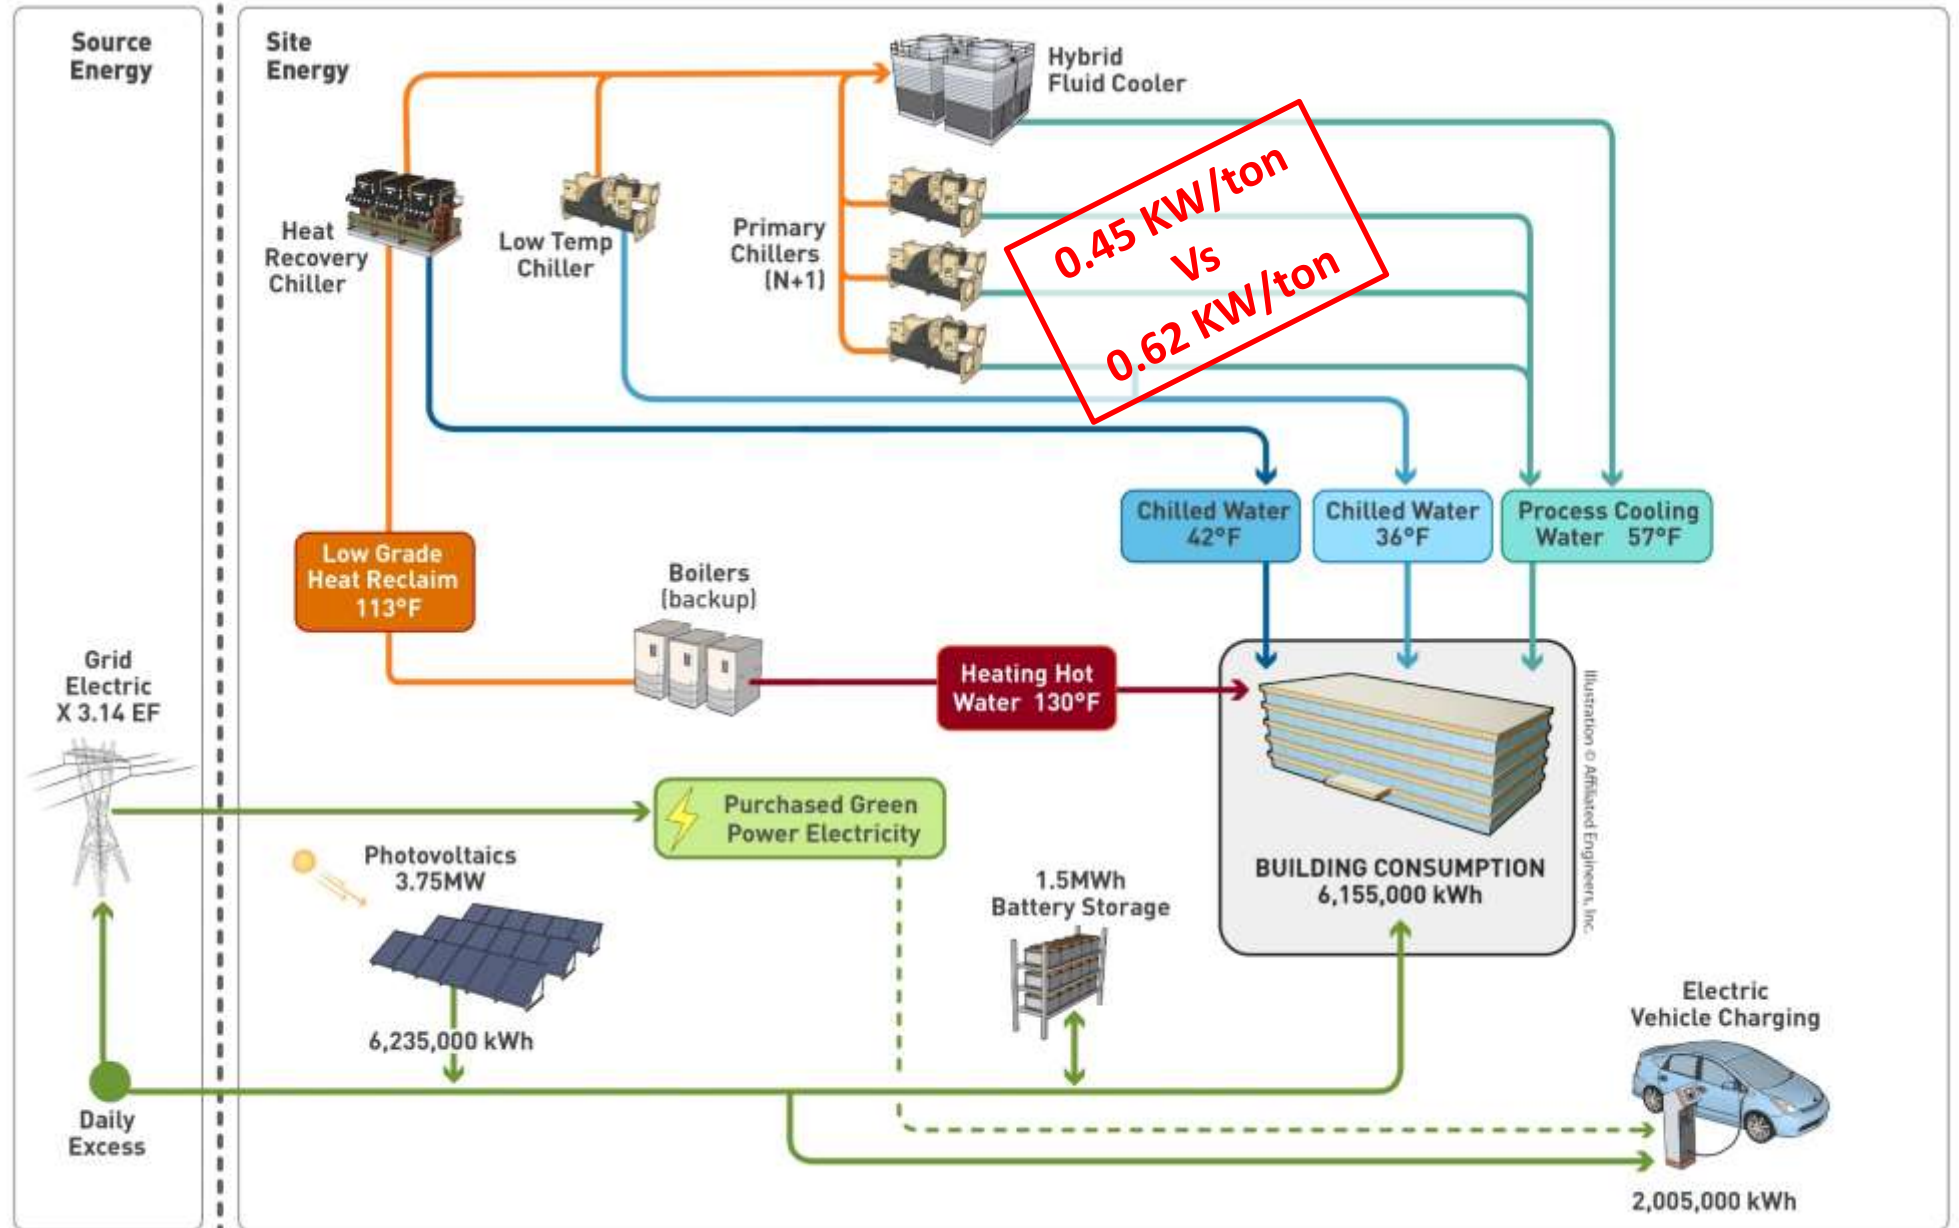 Source
Energy
Site
Energy
Hybrid
Fluid Cooler
Heat
Recovery
Chiller
Low Temp
Chiller
Primary
Chillers
(N+1)
0.45 KW/ton
Vs
0.62 KW/ton
Chilled Water
42°F
Chilled Water
36°F
Process Cooling
Water 57°F
Low Grade
Heat Reclaim
113°F
Boilers
(backup)
Heating Hot
Water 130°F
Grid
Electric
X 3.14 EF
Purchased Green
Power Electricity
Photovoltaics
3.75MW
6,235,000 kWh
1.5MWh
Battery Storage
BUILDING CONSUMPTION
6,155,000 kWh
Illustration © Affiliated Engineers, Inc.
Electric
Vehicle Charging
2,005,000 kWh
Daily
Excess